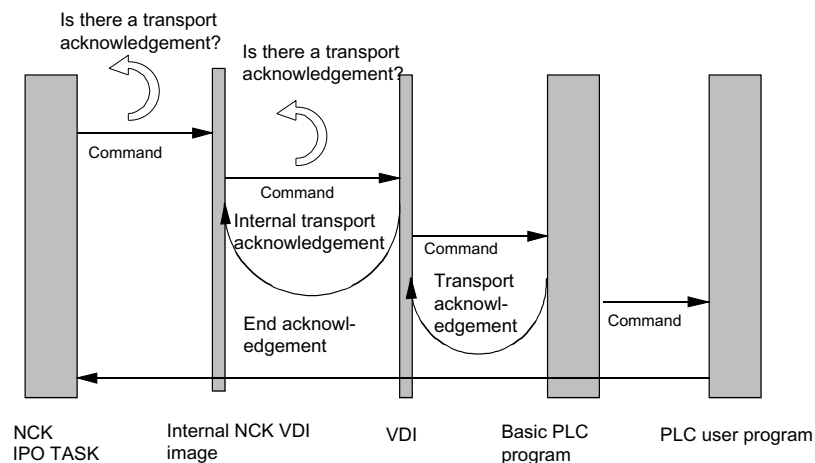 Is there a transport
acknowledgement?
Is there a transport
acknowledgement?
Command
Command
Internal transport
acknowledgement
Command
Transport
acknowl-
edgement
Command
End acknowl-
edgement
NCK
IPO TASK
Internal NCK VDI
image
VDI
Basic PLC
program
PLC user program